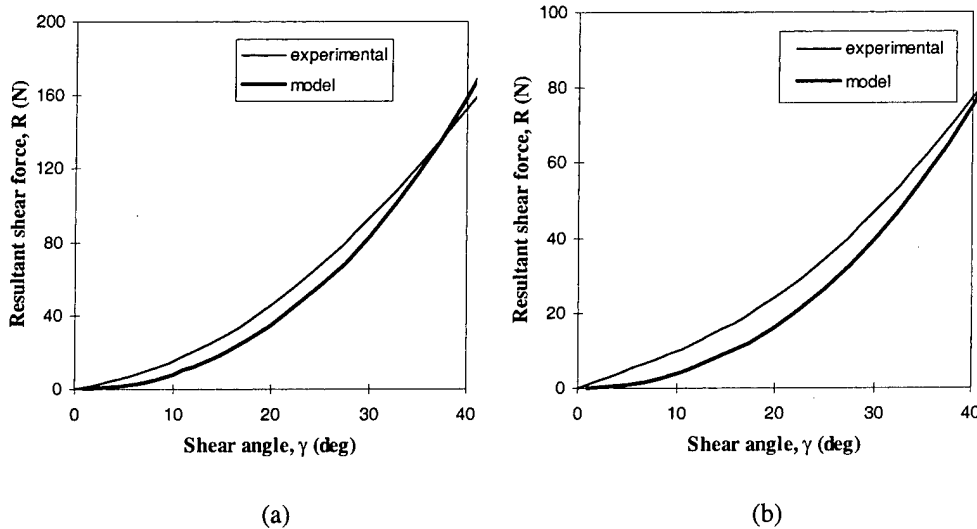 200
160
120
80
40
0
Resultant shear force, R (N)
experimental
model
0 10 20 30 40
Shear angle, γ (deg)
(a)
100
80
60
40
20
0
Resultant shear force, R (N)
experimental
model
0 10 20 30 40
Shear angle, γ (deg)
(b)